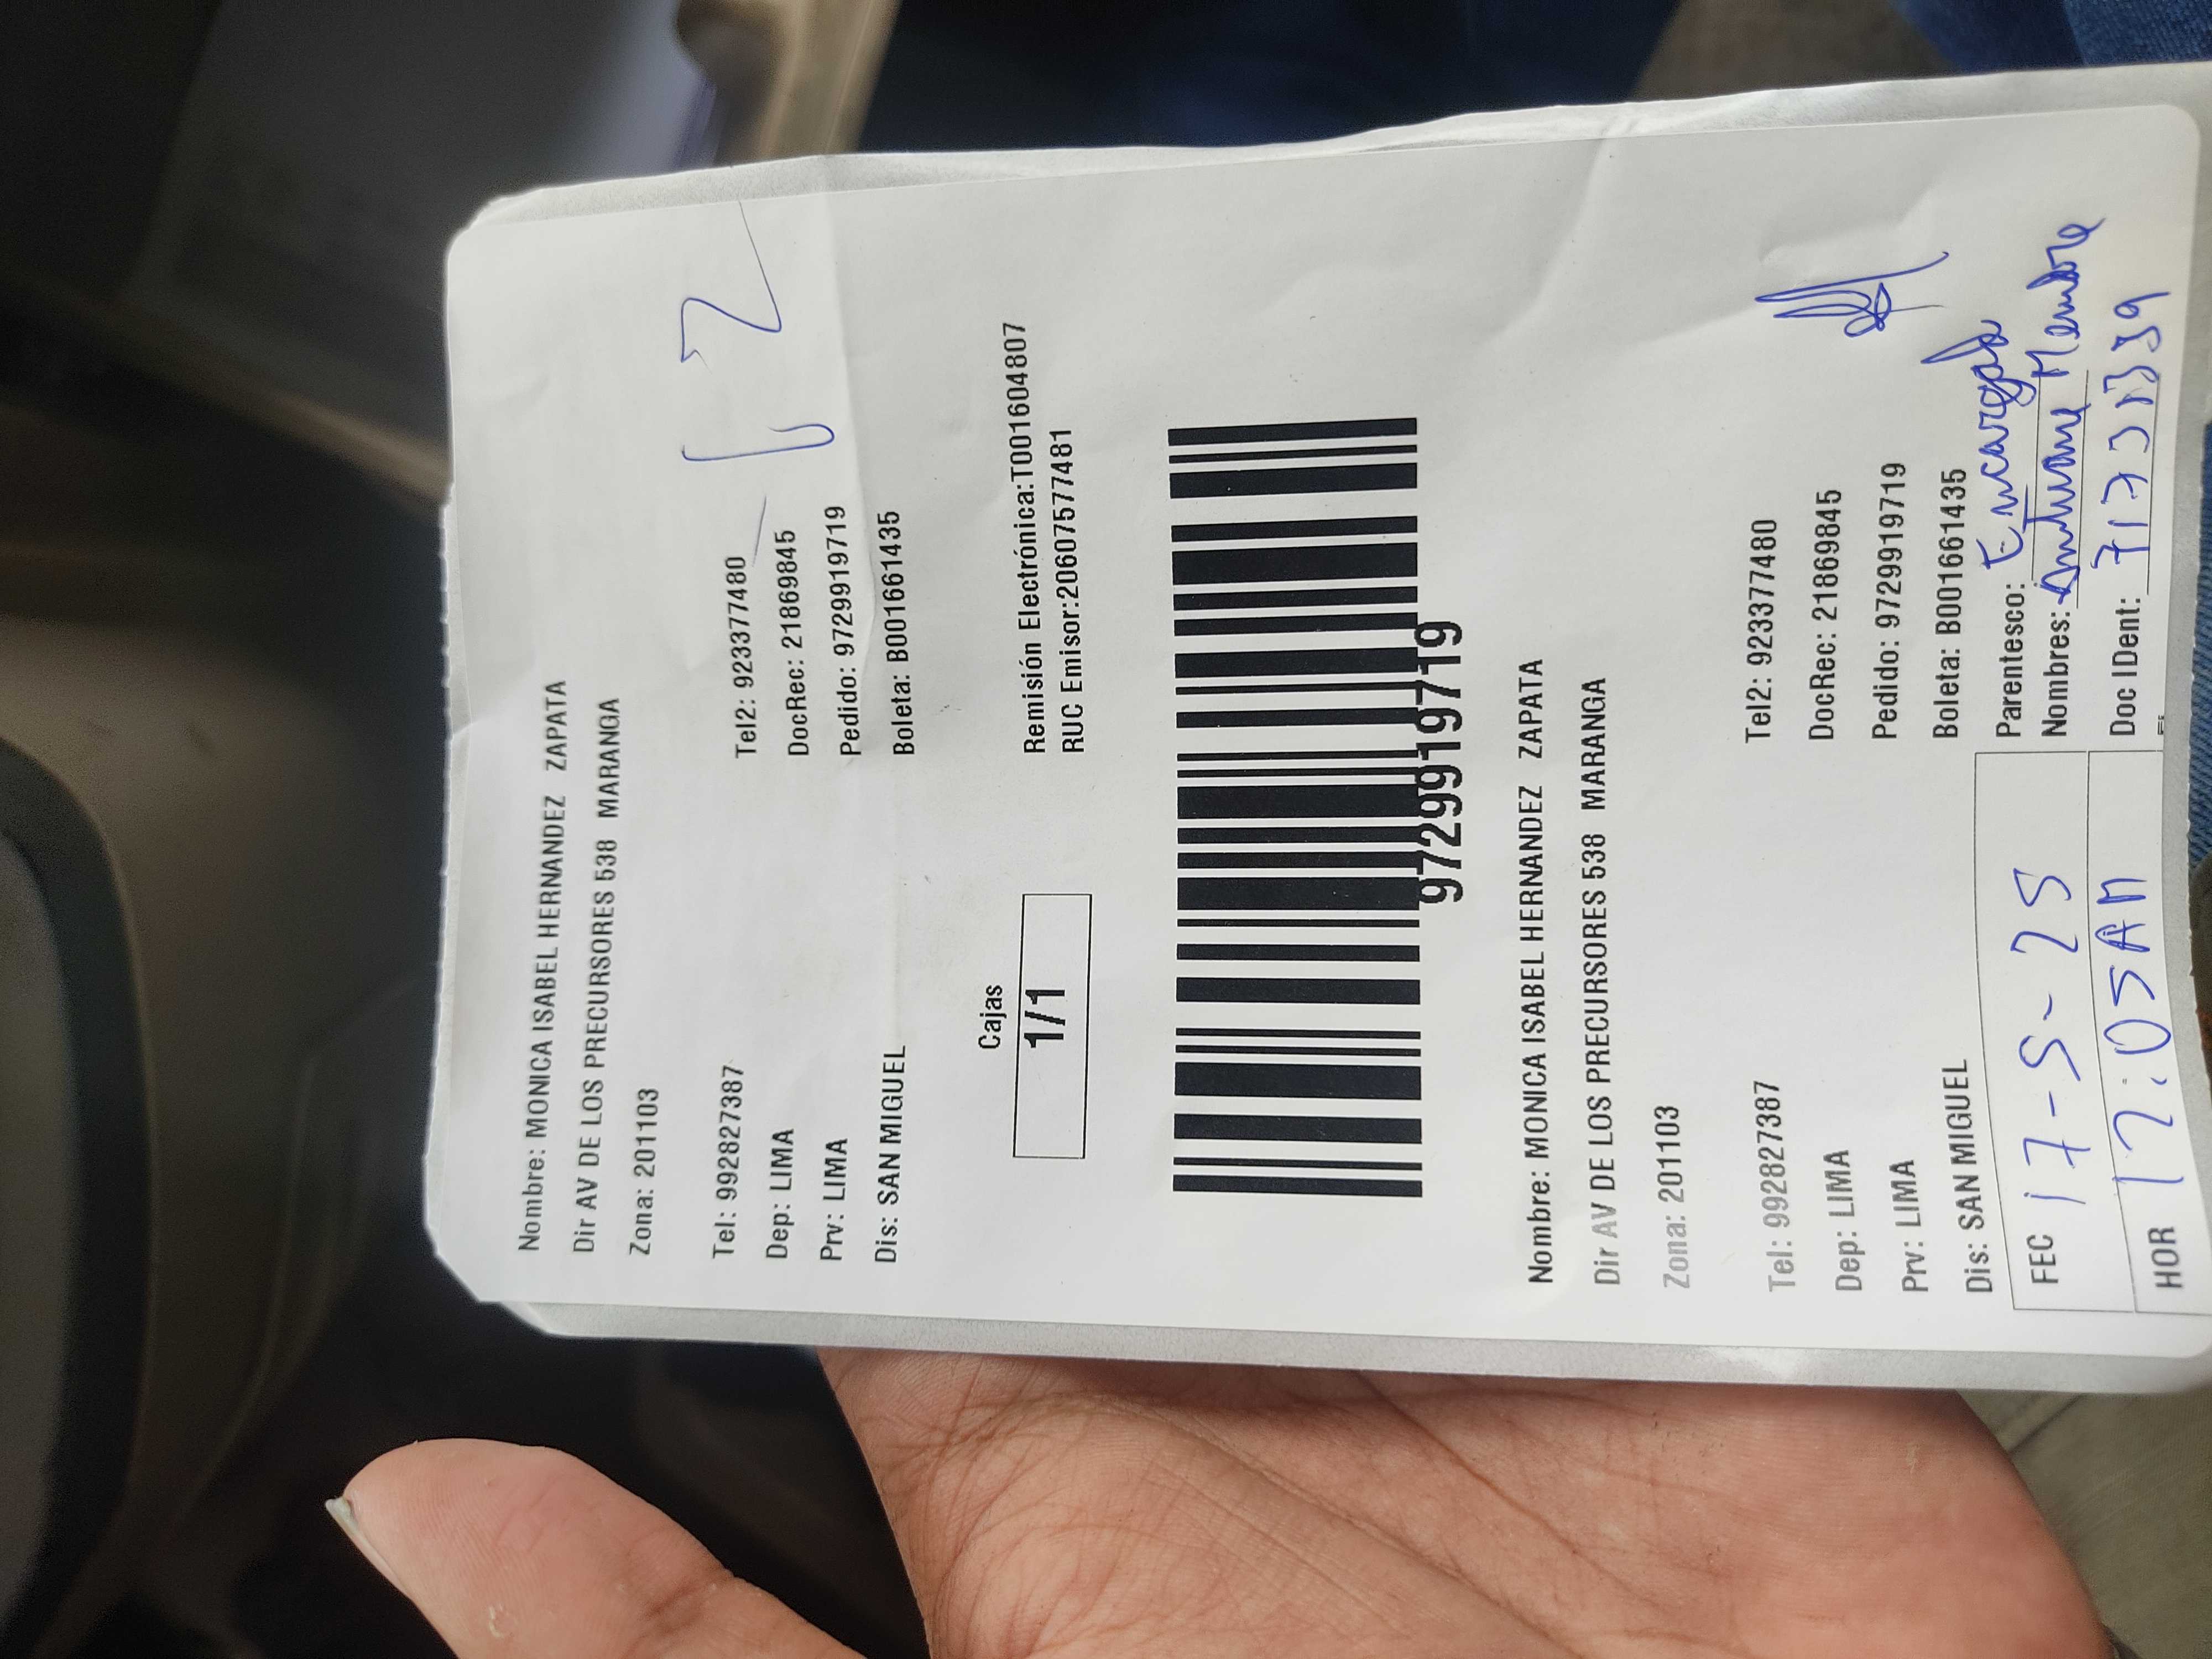 Nombre: MONICA ISABEL HERNANDEZ ZAPATA
Dir AV DE LOS PRECURSORES 538 MARANGA
Zona: 201103
Tel: 992827387 Tel2: 923377480
Dep: LIMA DocRec: 21869845
Prv: LIMA Pedido: 9729919719
Dis: SAN MIGUEL Boleta: B001661435
Cajas
1/1
Remisión Electrónica:T001604807
RUC Emisor:20607577481
9729919719
Nombre: MONICA ISABEL HERNANDEZ ZAPATA
Dir AV DE LOS PRECURSORES 538 MARANGA
Zona: 201103
Tel: 992827387 Tel2: 923377480
Dep: LIMA DocRec: 21869845
Prv: LIMA Pedido: 9729919719
Dis: SAN MIGUEL Boleta: B001661435
FEC 17-5-25
HOR 12:05AM
Parentesco: Encargada
Nombres:
Doc IDent: